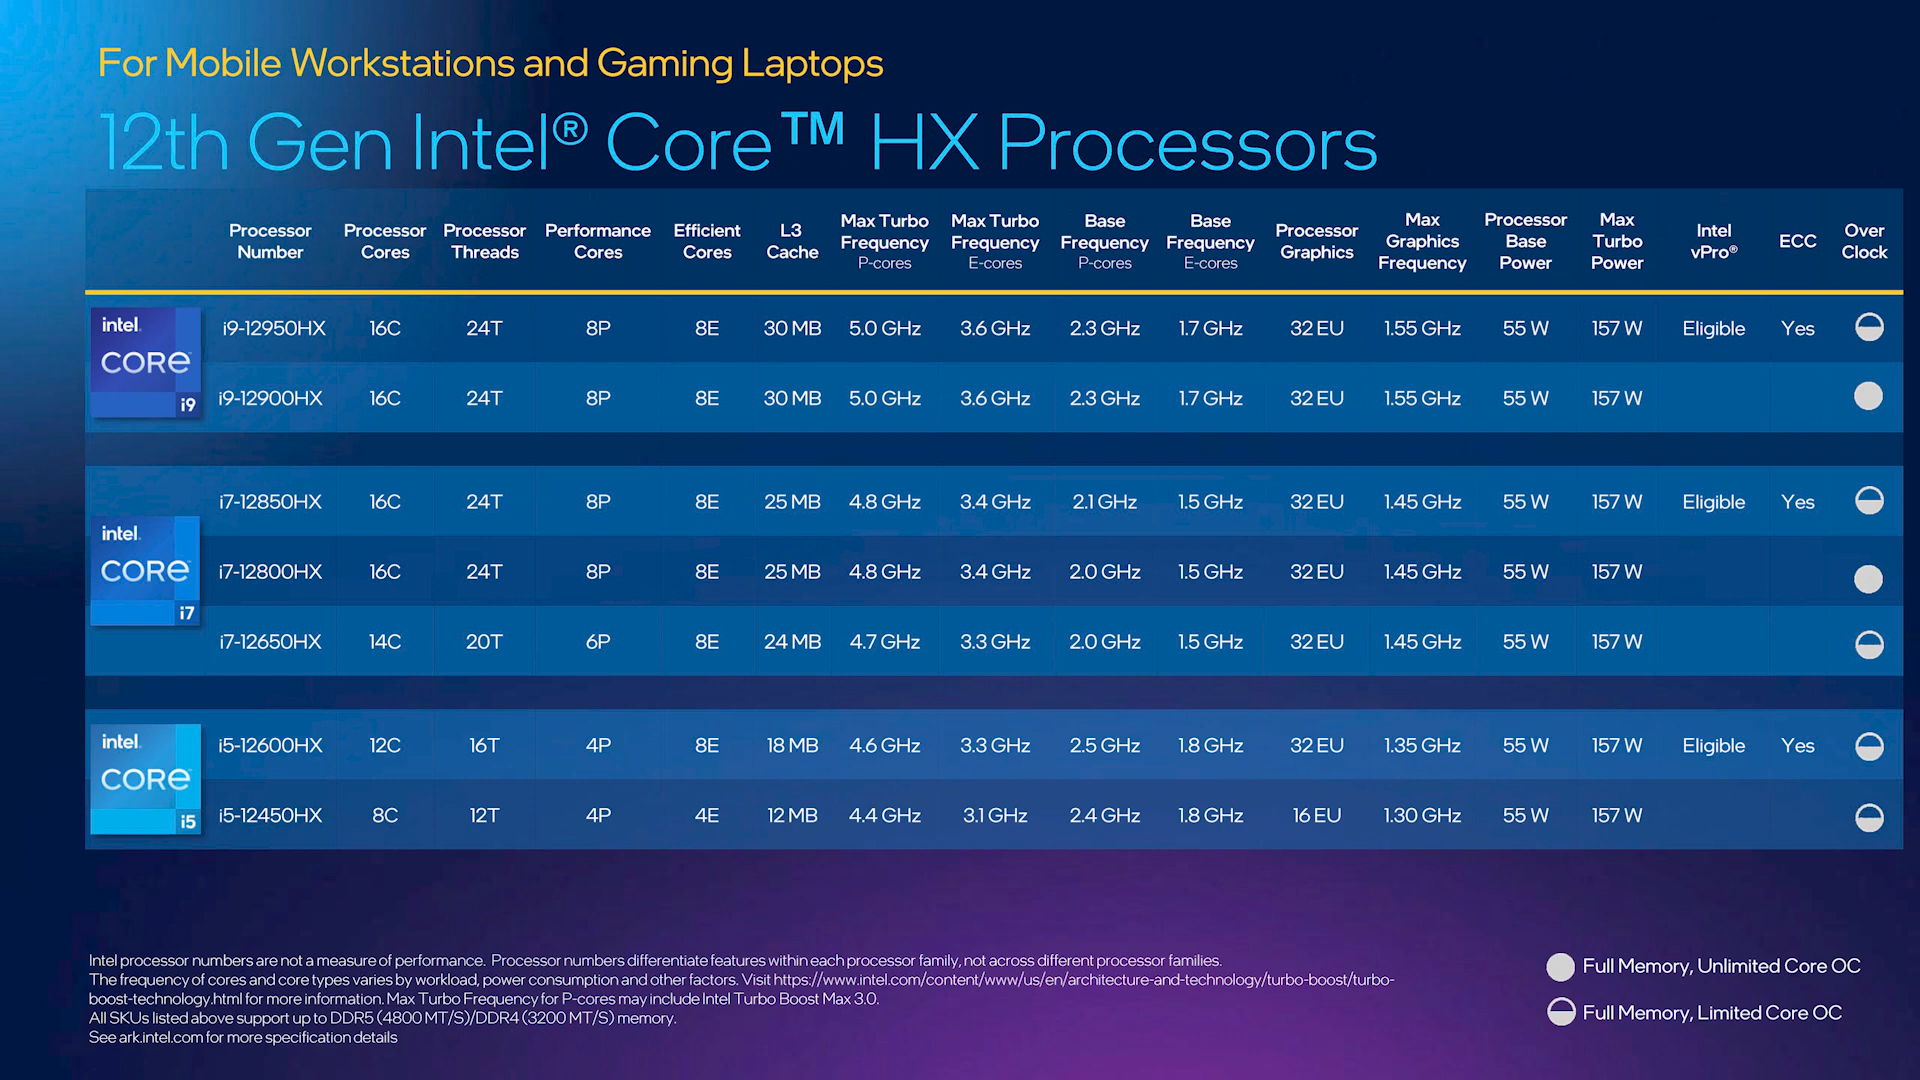 For Mobile Workstations and Gaming Laptops
12th Gen Intel® Core™ HX Processors
Processor Number Processor Cores Processor Threads Performance Cores Efficient Cores L3 Cache Max Turbo Frequency P-cores Max Turbo Frequency E-cores Base Frequency P-cores Base Frequency E-cores Processor Graphics Max Graphics Frequency Processor Base Power Max Turbo Power Intel vPro® ECC Over Clock
intel.
CORE
i9
i9-12950HX 16C 24T 8P 8E 30 MB 5.0 GHz 3.6 GHz 2.3 GHz 1.7 GHz 32 EU 1.55 GHz 55 W 157 W Eligible Yes
i9-12900HX 16C 24T 8P 8E 30 MB 5.0 GHz 3.6 GHz 2.3 GHz 1.7 GHz 32 EU 1.55 GHz 55 W 157 W
intel.
CORE
i7
i7-12850HX 16C 24T 8P 8E 25 MB 4.8 GHz 3.4 GHz 2.1 GHz 1.5 GHz 32 EU 1.45 GHz 55 W 157 W Eligible Yes
i7-12800HX 16C 24T 8P 8E 25 MB 4.8 GHz 3.4 GHz 2.0 GHz 1.5 GHz 32 EU 1.45 GHz 55 W 157 W
i7-12650HX 14C 20T 6P 8E 24 MB 4.7 GHz 3.3 GHz 2.0 GHz 1.5 GHz 32 EU 1.45 GHz 55 W 157 W
intel.
CORE
i5
i5-12600HX 12C 16T 4P 8E 18 MB 4.6 GHz 3.3 GHz 2.5 GHz 1.8 GHz 32 EU 1.35 GHz 55 W 157 W Eligible Yes
i5-12450HX 8C 12T 4P 4E 12 MB 4.4 GHz 3.1 GHz 2.4 GHz 1.8 GHz 16 EU 1.30 GHz 55 W 157 W
Intel processor numbers are not a measure of performance. Processor numbers differentiate features within each processor family, not across different processor families.
The frequency of cores and core types varies by workload, power consumption and other factors. Visit https://www.intel.com/content/www/us/en/architecture-and-technology/turbo-boost/turbo-
boost-technology.html for more information. Max Turbo Frequency for P-cores may include Intel Turbo Boost Max 3.0.
All SKUs listed above support up to DDR5 (4800 MT/S)/DDR4 (3200 MT/S) memory.
See ark.intel.com for more specification details
Full Memory, Unlimited Core OC
Full Memory, Limited Core OC